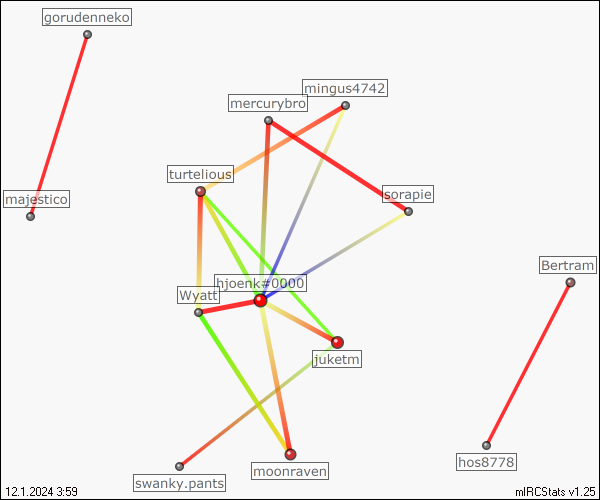 gorudenneko
mingus4742
mercurybro
turtelious
majestico
sorapie
Bertram
hjoenk#0000
Wyatt
juketm
hos8778
moonraven
swanky.pants
12.1.2024 3:59
mIRCStats v1.25